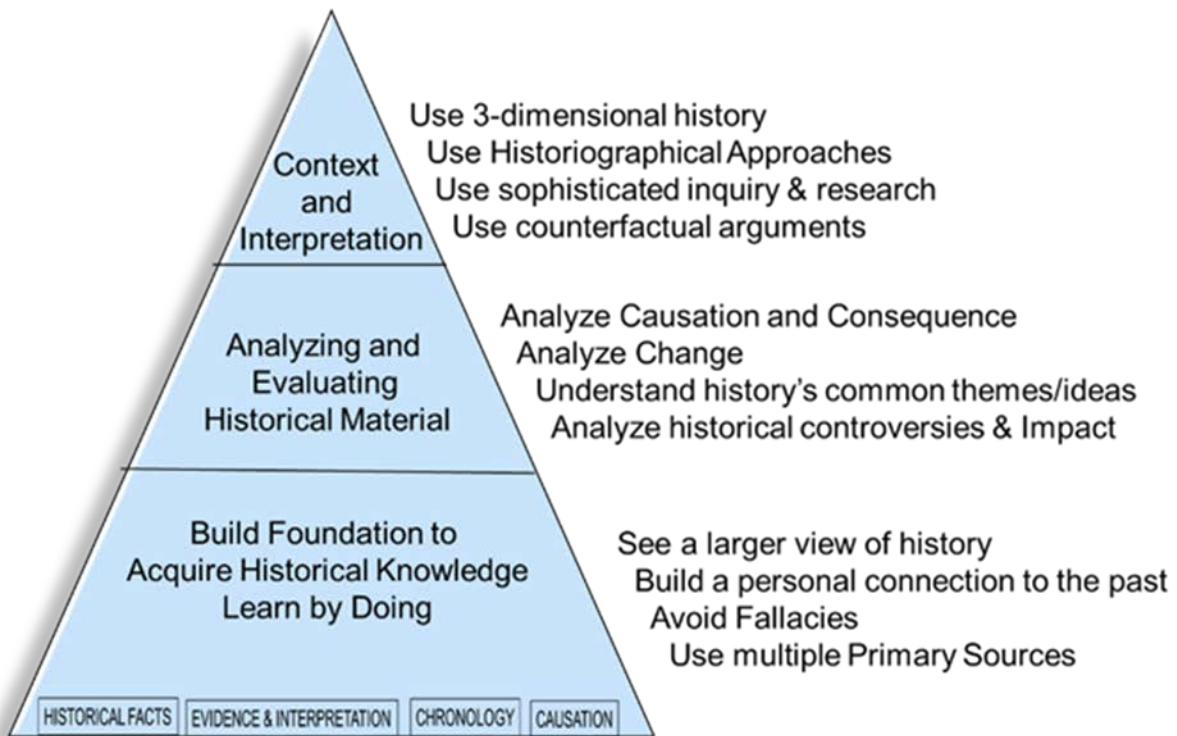 Context
and
Interpretation
Use 3-dimensional history
Use Historiographical Approaches
Use sophisticated inquiry & research
Use counterfactual arguments
Analyzing and
Evaluating
Historical Material
Analyze Causation and Consequence
Analyze Change
Understand history's common themes/ideas
Analyze historical controversies & Impact
Build Foundation to
Acquire Historical Knowledge
Learn by Doing
See a larger view of history
Build a personal connection to the past
Avoid Fallacies
Use multiple Primary Sources
HISTORICAL FACTS
EVIDENCE & INTERPRETATION
CHRONOLOGY
CAUSATION